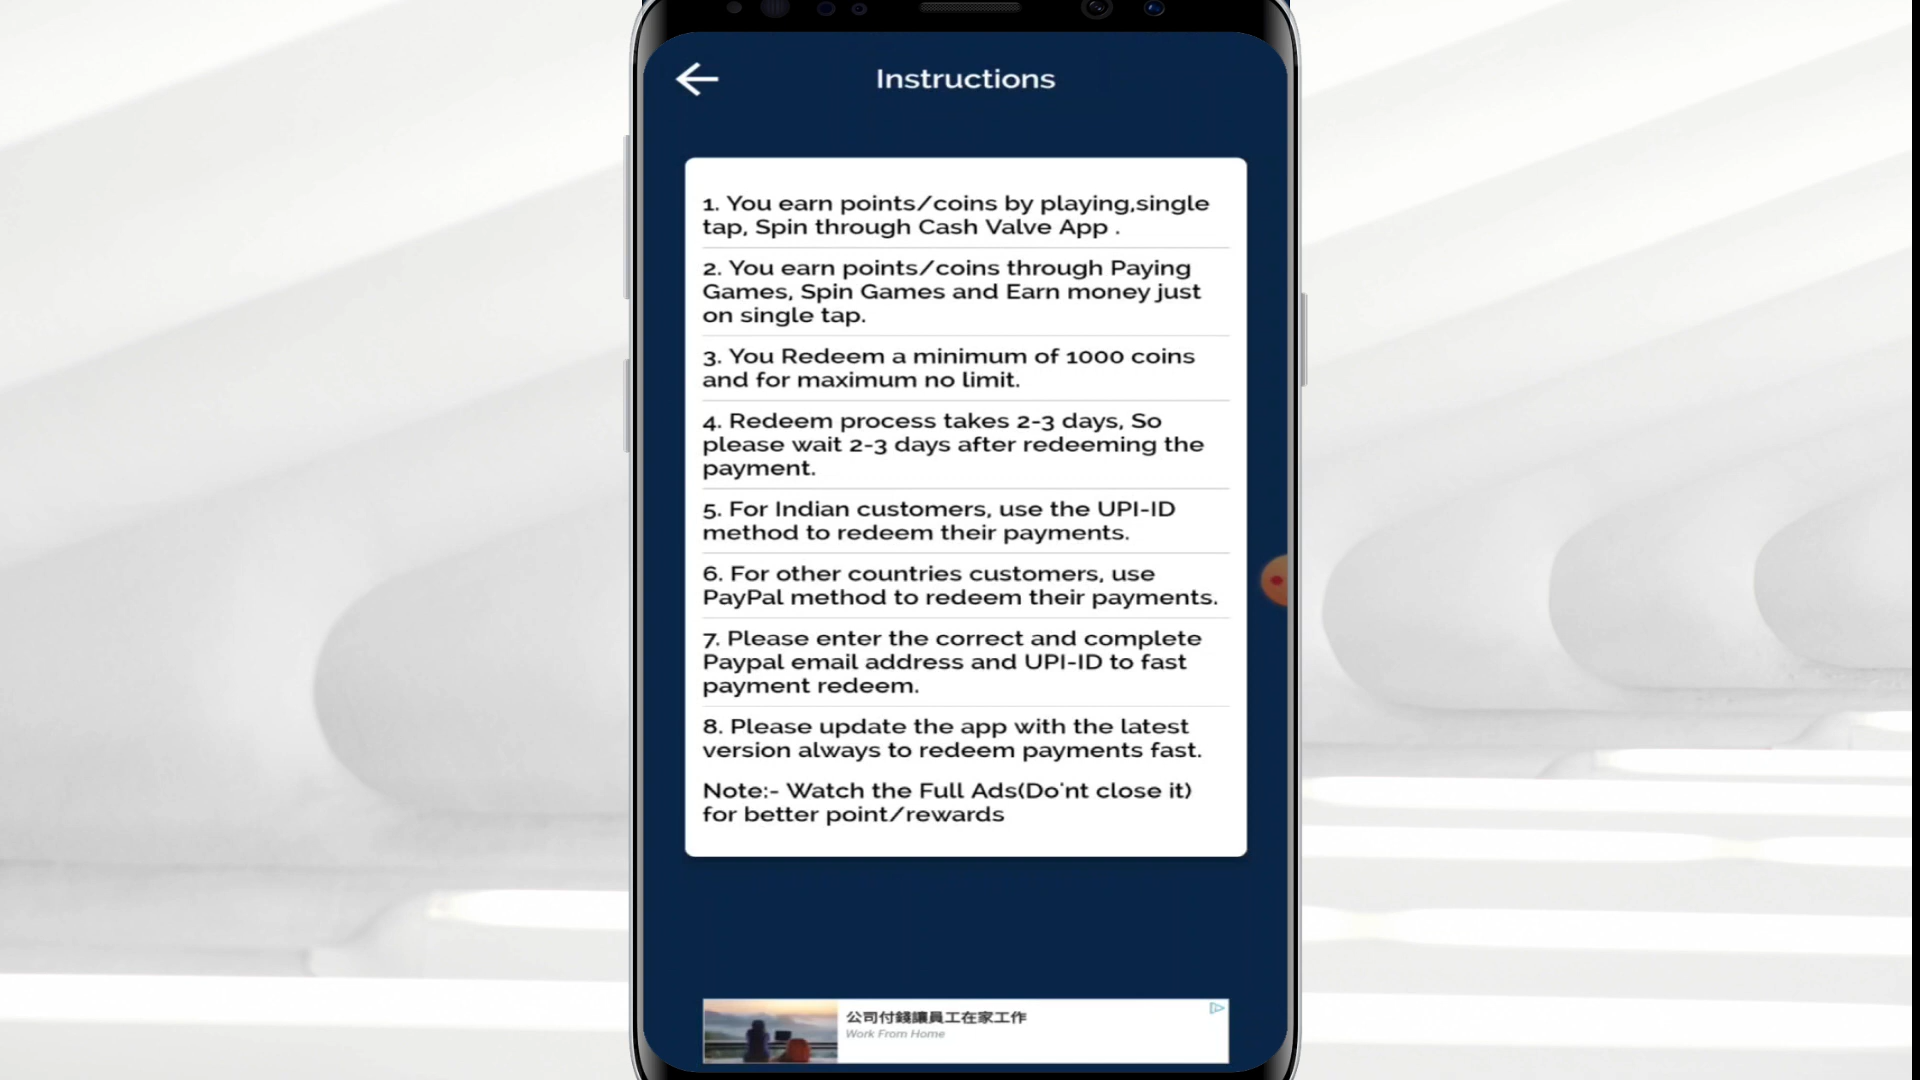 Instructions
1. You earn points/coins by playing,single
tap, Spin through Cash Valve App .
2. You earn points/coins through Paying
Games, Spin Games and Earn money just
on single tap.
3. You Redeem a minimum of 1000 coins
and for maximum no limit.
4. Redeem process takes 2-3 days, So
please wait 2-3 days after redeeming the
payment.
5. For Indian customers, use the UPI-ID
method to redeem their payments.
6. For other countries customers, use
PayPal method to redeem their payments.
7. Please enter the correct and complete
Paypal email address and UPI-ID to fast
payment redeem.
8. Please update the app with the latest
version always to redeem payments fast.
Note:- Watch the Full Ads(Do'nt close it)
for better point/rewards
公司付錢讓員工在家工作
Work From Home